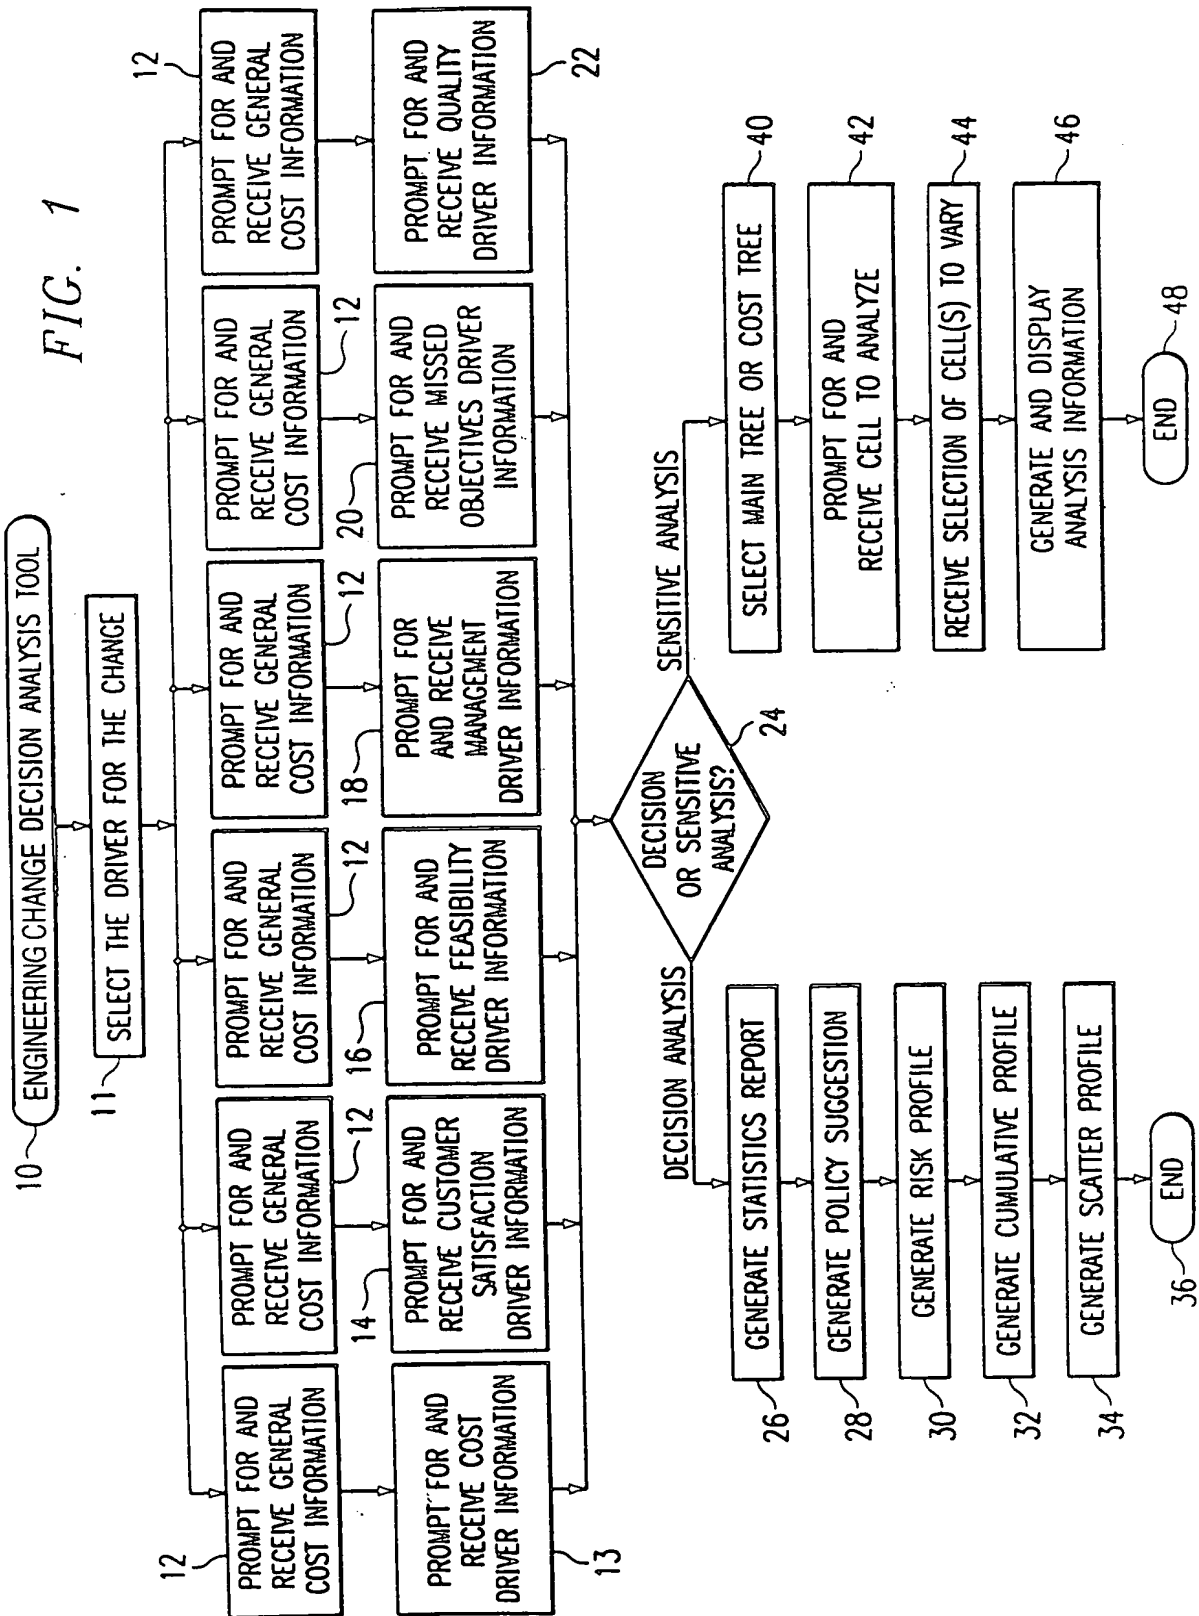 FIG. 1
10
ENGINEERING CHANGE DECISION ANALYSIS TOOL
11
SELECT THE DRIVER FOR THE CHANGE
12
PROMPT FOR AND
RECEIVE GENERAL
COST INFORMATION
PROMPT FOR AND
RECEIVE GENERAL
COST INFORMATION
12
PROMPT FOR AND
RECEIVE GENERAL
COST INFORMATION
12
PROMPT FOR AND
RECEIVE GENERAL
COST INFORMATION
12
PROMPT FOR AND
RECEIVE GENERAL
COST INFORMATION
12
PROMPT FOR AND
RECEIVE GENERAL
COST INFORMATION
12
PROMPT FOR AND
RECEIVE COST
DRIVER INFORMATION
13
14
PROMPT FOR AND
RECEIVE CUSTOMER
SATISFACTION
DRIVER INFORMATION
16
PROMPT FOR AND
RECEIVE FEASIBILITY
DRIVER INFORMATION
18
PROMPT FOR
AND RECEIVE
MANAGEMENT
DRIVER INFORMATION
20
PROMPT FOR AND
RECEIVE MISSED
OBJECTIVES DRIVER
INFORMATION
PROMPT FOR AND
RECEIVE QUALITY
DRIVER INFORMATION
22
DECISION
OR SENSITIVE
ANALYSIS?
24
DECISION ANALYSIS
26
GENERATE STATISTICS REPORT
28
GENERATE POLICY SUGGESTION
30
GENERATE RISK PROFILE
32
GENERATE CUMULATIVE PROFILE
34
GENERATE SCATTER PROFILE
36
END
SENSITIVE ANALYSIS
SELECT MAIN TREE OR COST TREE
40
PROMPT FOR AND
RECEIVE CELL TO ANALYZE
42
RECEIVE SELECTION OF CELL(S) TO VARY
44
GENERATE AND DISPLAY
ANALYSIS INFORMATION
46
END
48